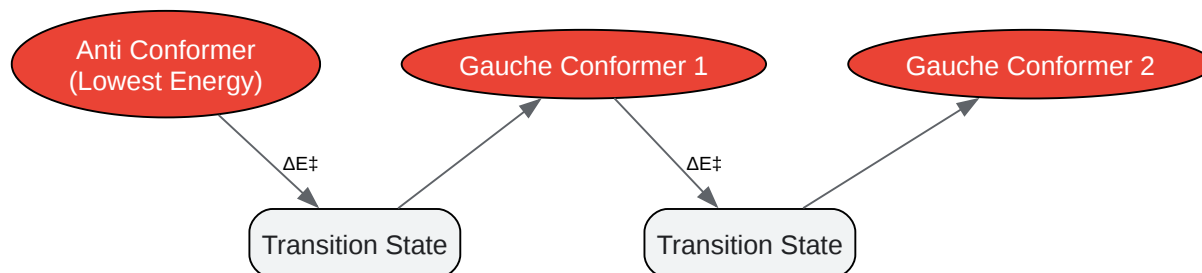 Anti Conformer
(Lowest Energy)
Gauche Conformer 1
Gauche Conformer 2
ΔE‡
ΔE‡
Transition State
Transition State